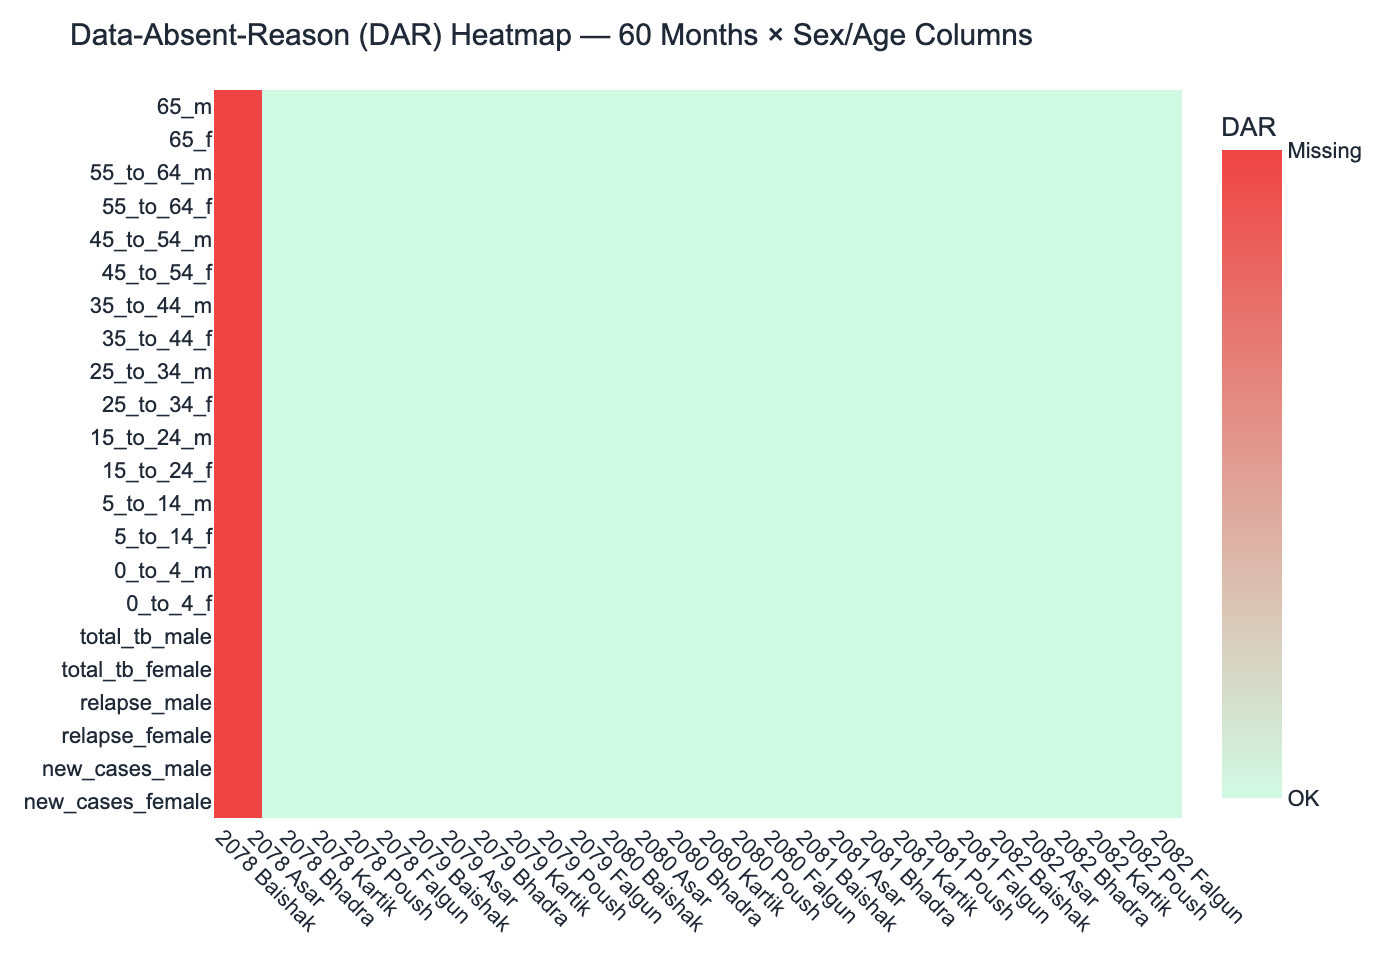 Data-Absent-Reason (DAR) Heatmap — 60 Months × Sex/Age Columns
65_m
65_f
55_to_64_m
55_to_64_f
45_to_54_m
45_to_54_f
35_to_44_m
35_to_44_f
25_to_34_m
25_to_34_f
15_to_24_m
15_to_24_f
5_to_14_m
5_to_14_f
0_to_4_m
0_to_4_f
total_tb_male
total_tb_female
relapse_male
relapse_female
new_cases_male
new_cases_female
2078 Baishak
2078 Asar
2078 Bhadra
2078 Kartik
2078 Poush
2078 Falgun
2079 Baishak
2079 Asar
2079 Bhadra
2079 Kartik
2079 Poush
2079 Falgun
2080 Baishak
2080 Asar
2080 Bhadra
2080 Kartik
2080 Poush
2080 Falgun
2081 Baishak
2081 Asar
2081 Bhadra
2081 Kartik
2081 Poush
2081 Falgun
2082 Baishak
2082 Asar
2082 Bhadra
2082 Kartik
2082 Poush
2082 Falgun
DAR
Missing
OK